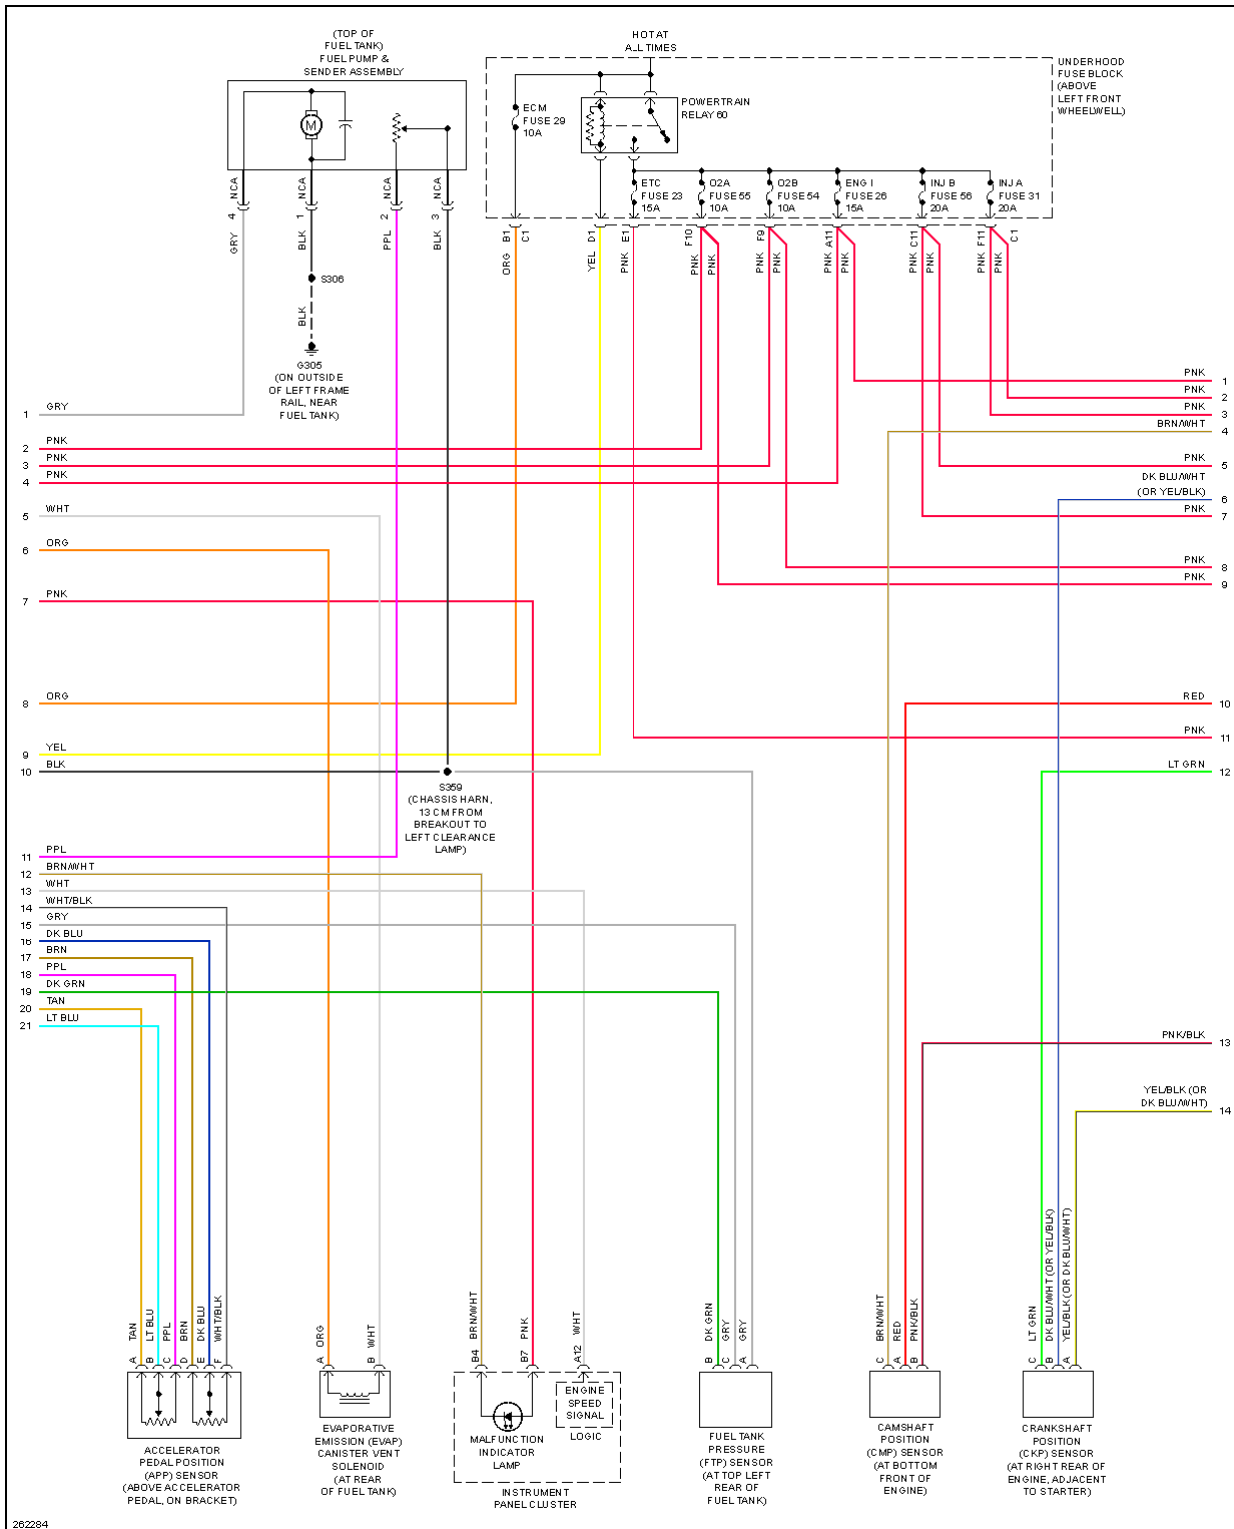 (TOP OF
FUEL TANK)
FUEL PUMP &
SENDER ASSEMBLY
HOT AT
ALL TIMES
UNDERHOOD
FUSE BLOCK
(ABOVE
LEFT FRONT
WHEELWELL)
POWERTRAIN
RELAY 60
ECM
FUSE 29
10A
M
ETC
FUSE 23
15A
O2A
FUSE 55
10A
O2B
FUSE 54
10A
ENG I
FUSE 26
15A
INJ B
FUSE 56
20A
INJ A
FUSE 31
20A
4 NCA
1 NCA
2 NCA
3 NCA
GRY
BLK
PPL
BLK
B1
C1
D1
E1
F10
F9
A11
C11
F11
C1
ORG
YEL
PNK
PNK
PNK
PNK
PNK
PNK
PNK
PNK
PNK
PNK
PNK
S306
BLK
G305
(ON OUTSIDE
OF LEFT FRAME
RAIL, NEAR
FUEL TANK)
1 GRY
2 PNK
3 PNK
4 PNK
5 WHT
6 ORG
7 PNK
8 ORG
9 YEL
10 BLK
11 PPL
12 BRN/WHT
13 WHT
14 WHT/BLK
15 GRY
16 DK BLU
17 BRN
18 PPL
19 DK GRN
20 TAN
21 LT BLU
PNK 1
PNK 2
PNK 3
BRN/WHT 4
PNK 5
DK BLU/WHT
(OR YEL/BLK) 6
PNK 7
PNK 8
PNK 9
RED 10
PNK 11
LT GRN 12
PNK/BLK 13
YEL/BLK (OR
DK BLU/WHT) 14
S359
(CHASSIS HARN,
13 CM FROM
BREAKOUT TO
LEFT CLEARANCE
LAMP)
A TAN
B LT BLU
C PPL
D BRN
E DK BLU
F WHT/BLK
A ORG
B WHT
B4 BRN/WHT
B7 PNK
A12 WHT
B DK GRN
C GRY
A GRY
C BRN/WHT
A RED
B PNK/BLK
C LT GRN
B DK BLU/WHT (OR YEL/BLK)
A YEL/BLK (OR DK BLU/WHT)
ACCELERATOR
PEDAL POSITION
(APP) SENSOR
(ABOVE ACCELERATOR
PEDAL, ON BRACKET)
EVAPORATIVE
EMISSION (EVAP)
CANISTER VENT
SOLENOID
(AT REAR
OF FUEL TANK)
MALFUNCTION
INDICATOR
LAMP
ENGINE
SPEED
SIGNAL
LOGIC
INSTRUMENT
PANEL CLUSTER
FUEL TANK
PRESSURE
(FTP) SENSOR
(AT TOP LEFT
REAR OF
FUEL TANK)
CAMSHAFT
POSITION
(CMP) SENSOR
(AT BOTTOM
FRONT OF
ENGINE)
CRANKSHAFT
POSITION
(CKP) SENSOR
(AT RIGHT REAR OF
ENGINE, ADJACENT
TO STARTER)
262284